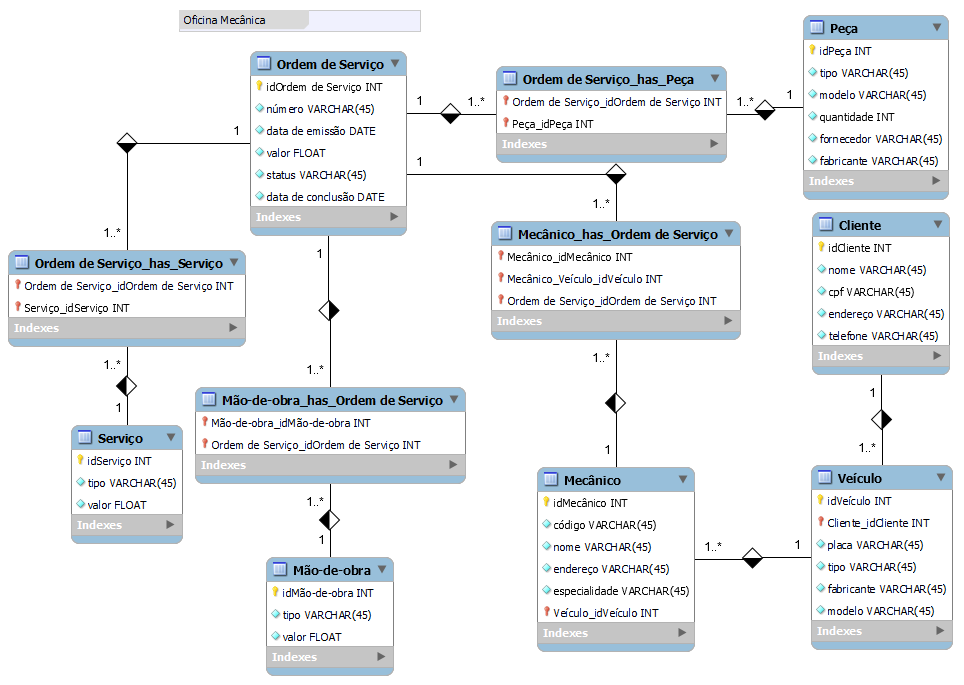 Oficina Mecânica
Ordem de Serviço
idOrdem de Serviço INT
número VARCHAR(45)
data de emissão DATE
valor FLOAT
status VARCHAR(45)
data de conclusão DATE
Indexes
1
1..*
Ordem de Serviço_has_Peça
Ordem de Serviço_idOrdem de Serviço INT
Peça_idPeça INT
Indexes
1..*
1
Peça
idPeça INT
tipo VARCHAR(45)
modelo VARCHAR(45)
quantidade INT
fornecedor VARCHAR(45)
fabricante VARCHAR(45)
Indexes
1
1..*
Ordem de Serviço_has_Serviço
Ordem de Serviço_idOrdem de Serviço INT
Serviço_idServiço INT
Indexes
1..*
1
Serviço
idServiço INT
tipo VARCHAR(45)
valor FLOAT
Indexes
1
1..*
Mão-de-obra_has_Ordem de Serviço
Mão-de-obra_idMão-de-obra INT
Ordem de Serviço_idOrdem de Serviço INT
Indexes
1..*
1
Mão-de-obra
idMão-de-obra INT
tipo VARCHAR(45)
valor FLOAT
Indexes
1
1..*
Mecânico_has_Ordem de Serviço
Mecânico_idMecânico INT
Mecânico_Veículo_idVeículo INT
Ordem de Serviço_idOrdem de Serviço INT
Indexes
1..*
1
Mecânico
idMecânico INT
código VARCHAR(45)
nome VARCHAR(45)
endereço VARCHAR(45)
especialidade VARCHAR(45)
Veículo_idVeículo INT
Indexes
1..*
1
Cliente
idCliente INT
nome VARCHAR(45)
cpf VARCHAR(45)
endereço VARCHAR(45)
telefone VARCHAR(45)
Indexes
1
1..*
Veículo
idVeículo INT
Cliente_idCliente INT
placa VARCHAR(45)
tipo VARCHAR(45)
fabricante VARCHAR(45)
modelo VARCHAR(45)
Indexes